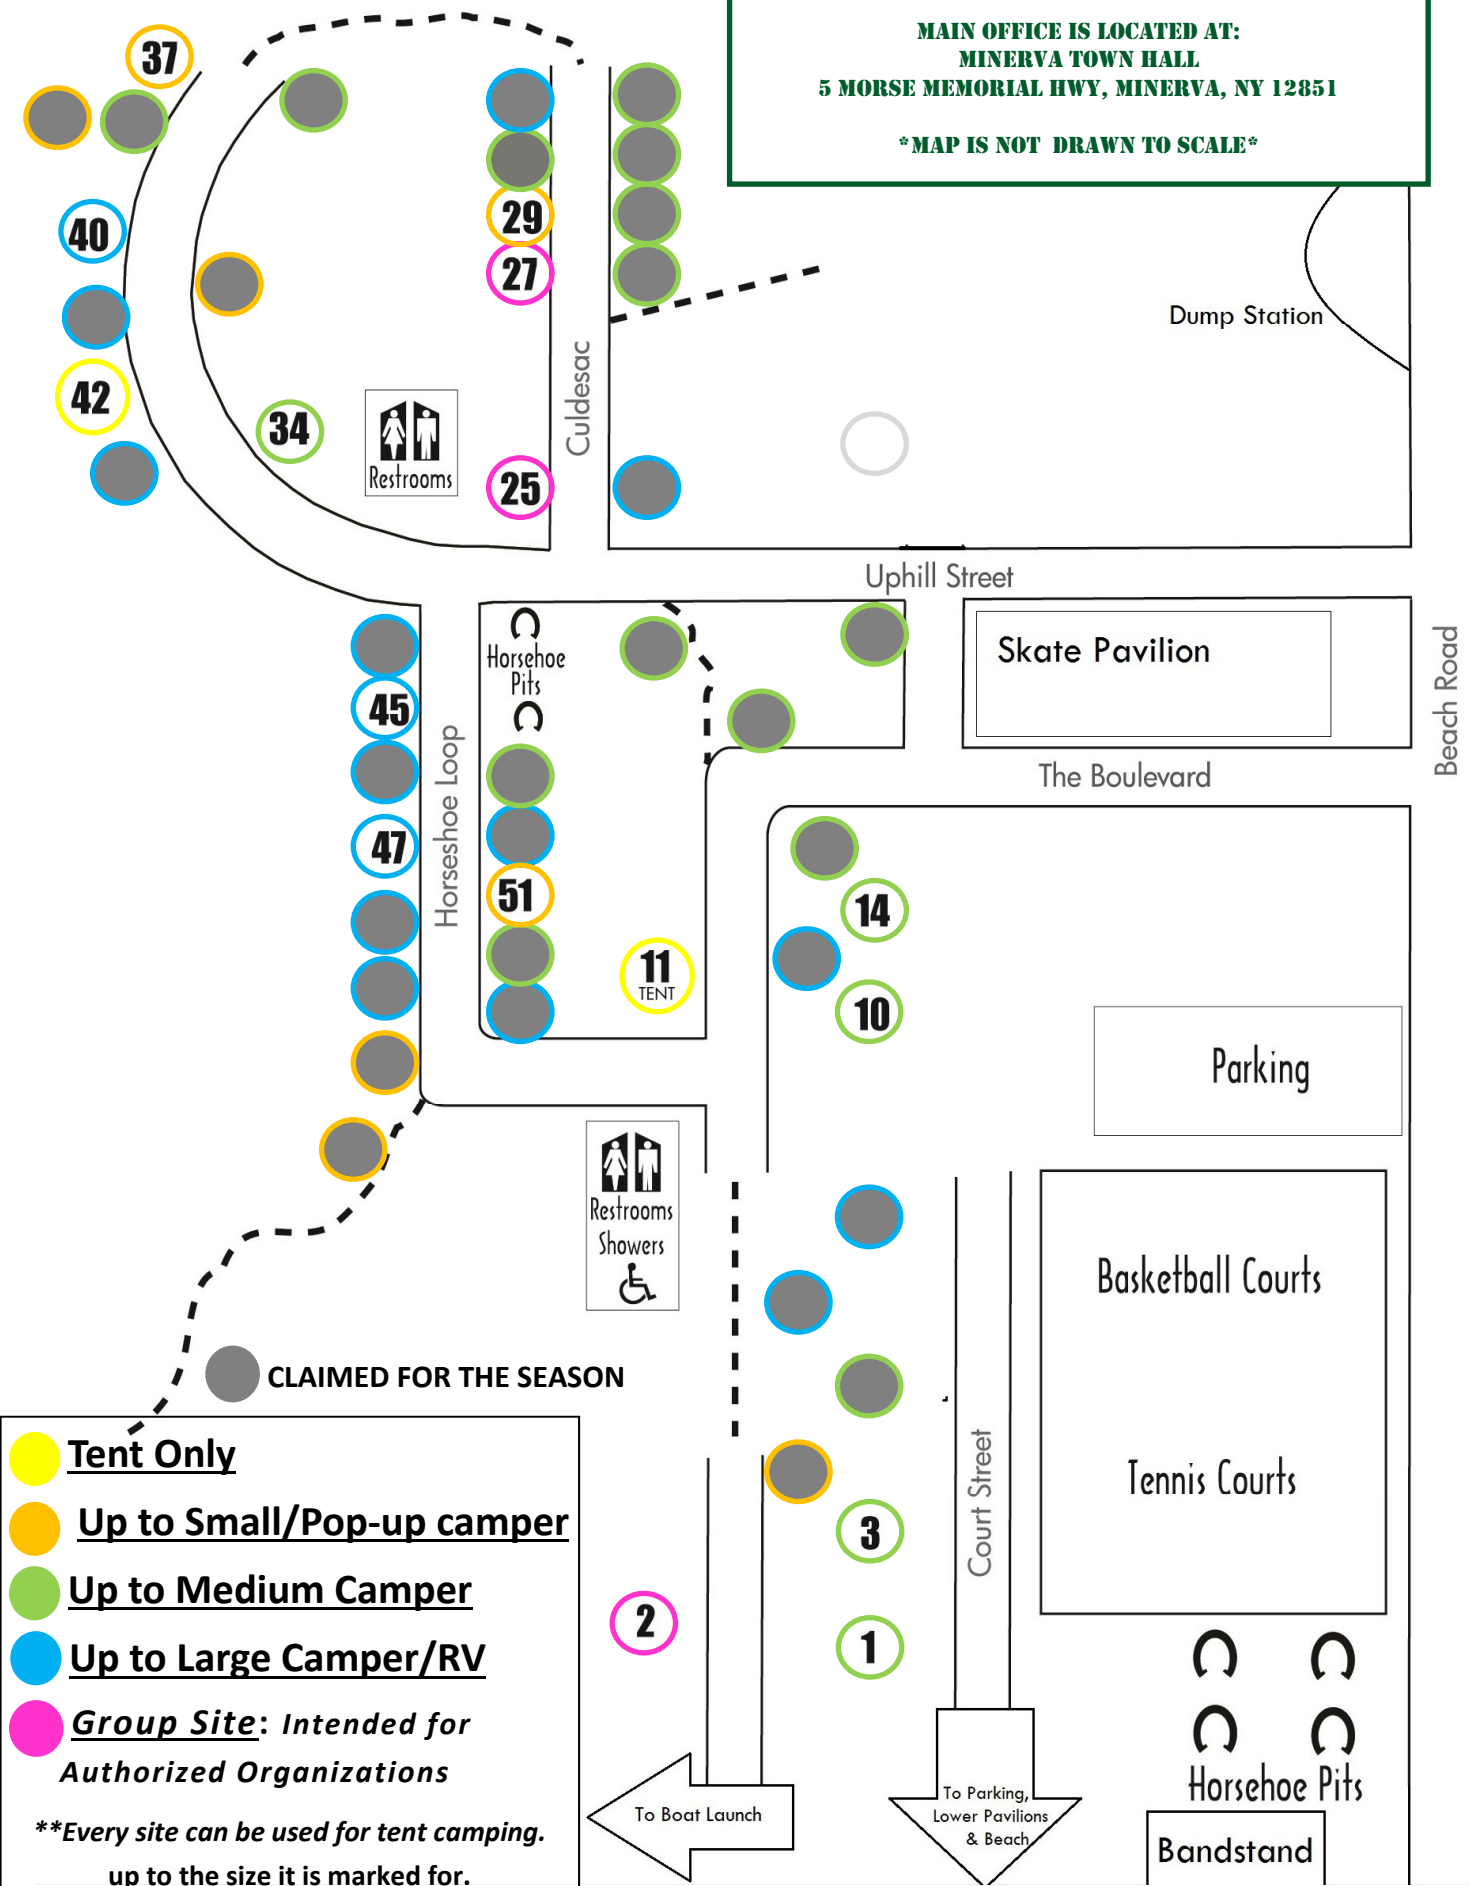 MAIN OFFICE IS LOCATED AT:
MINERVA TOWN HALL
5 MORSE MEMORIAL HWY, MINERVA, NY 12851
*MAP IS NOT DRAWN TO SCALE*
37
40
29
27
Dump Station
42
Culdesac
34
Restrooms
25
Uphill Street
Horsehoe
Pits
Skate Pavilion
Beach Road
45
Horseshoe Loop
The Boulevard
47
51
14
11
TENT
10
Parking
Restrooms
Showers
Basketball Courts
CLAIMED FOR THE SEASON
Tent Only
Up to Small/Pop-up camper
Up to Medium Camper
Up to Large Camper/RV
Group Site: Intended for
Authorized Organizations
**Every site can be used for tent camping.
up to the size it is marked for.
Tennis Courts
Court Street
3
2
1
Horsehoe Pits
To Boat Launch
To Parking,
Lower Pavilions
& Beach
Bandstand